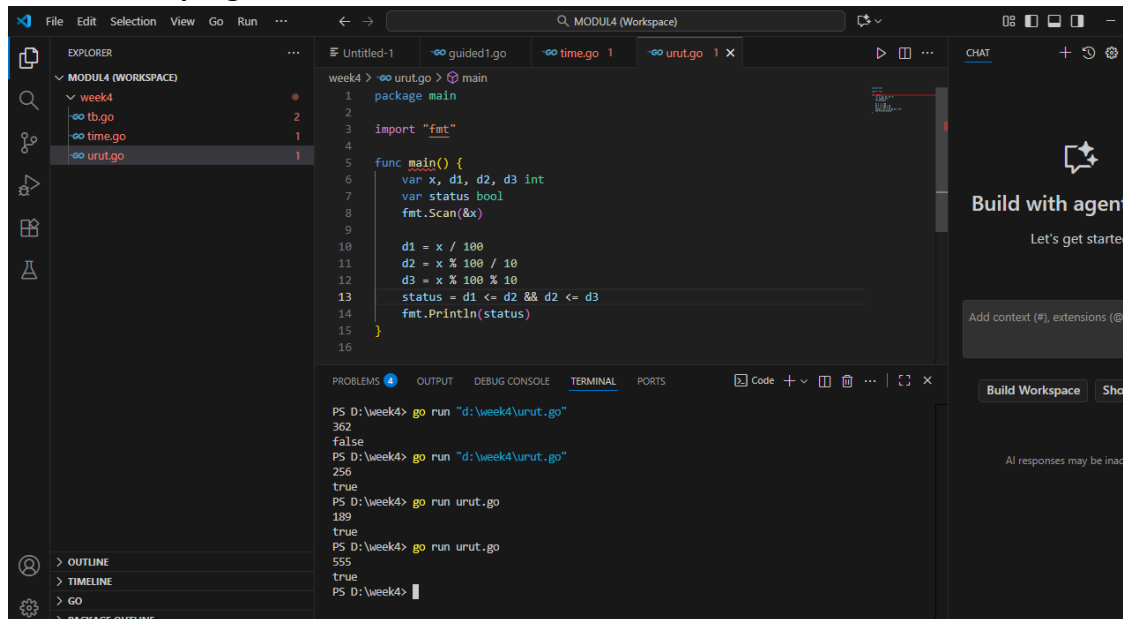 File Edit Selection View Go Run ··· MODUL4 (Workspace)
EXPLORER ···
MODUL4 (WORKSPACE)
week4
tb.go 2
time.go 1
urut.go 1
OUTLINE
TIMELINE
GO
PACKAGE OUTLINE
Untitled-1 guided1.go time.go 1 urut.go 1
week4 > urut.go > main
1 package main
2
3 import "fmt"
4
5 func main() {
6 var x, d1, d2, d3 int
7 var status bool
8 fmt.Scan(&x)
9
10 d1 = x / 100
11 d2 = x % 100 / 10
12 d3 = x % 100 % 10
13 status = d1 <= d2 && d2 <= d3
14 fmt.Println(status)
15 }
16
PROBLEMS 4 OUTPUT DEBUG CONSOLE TERMINAL PORTS Code
PS D:\week4> go run "d:\week4\urut.go"
362
false
PS D:\week4> go run "d:\week4\urut.go"
256
true
PS D:\week4> go run urut.go
189
true
PS D:\week4> go run urut.go
555
true
PS D:\week4>
CHAT
Build with agent
Let's get started
Add context (#), extensions (@
Build Workspace Sho
AI responses may be inac